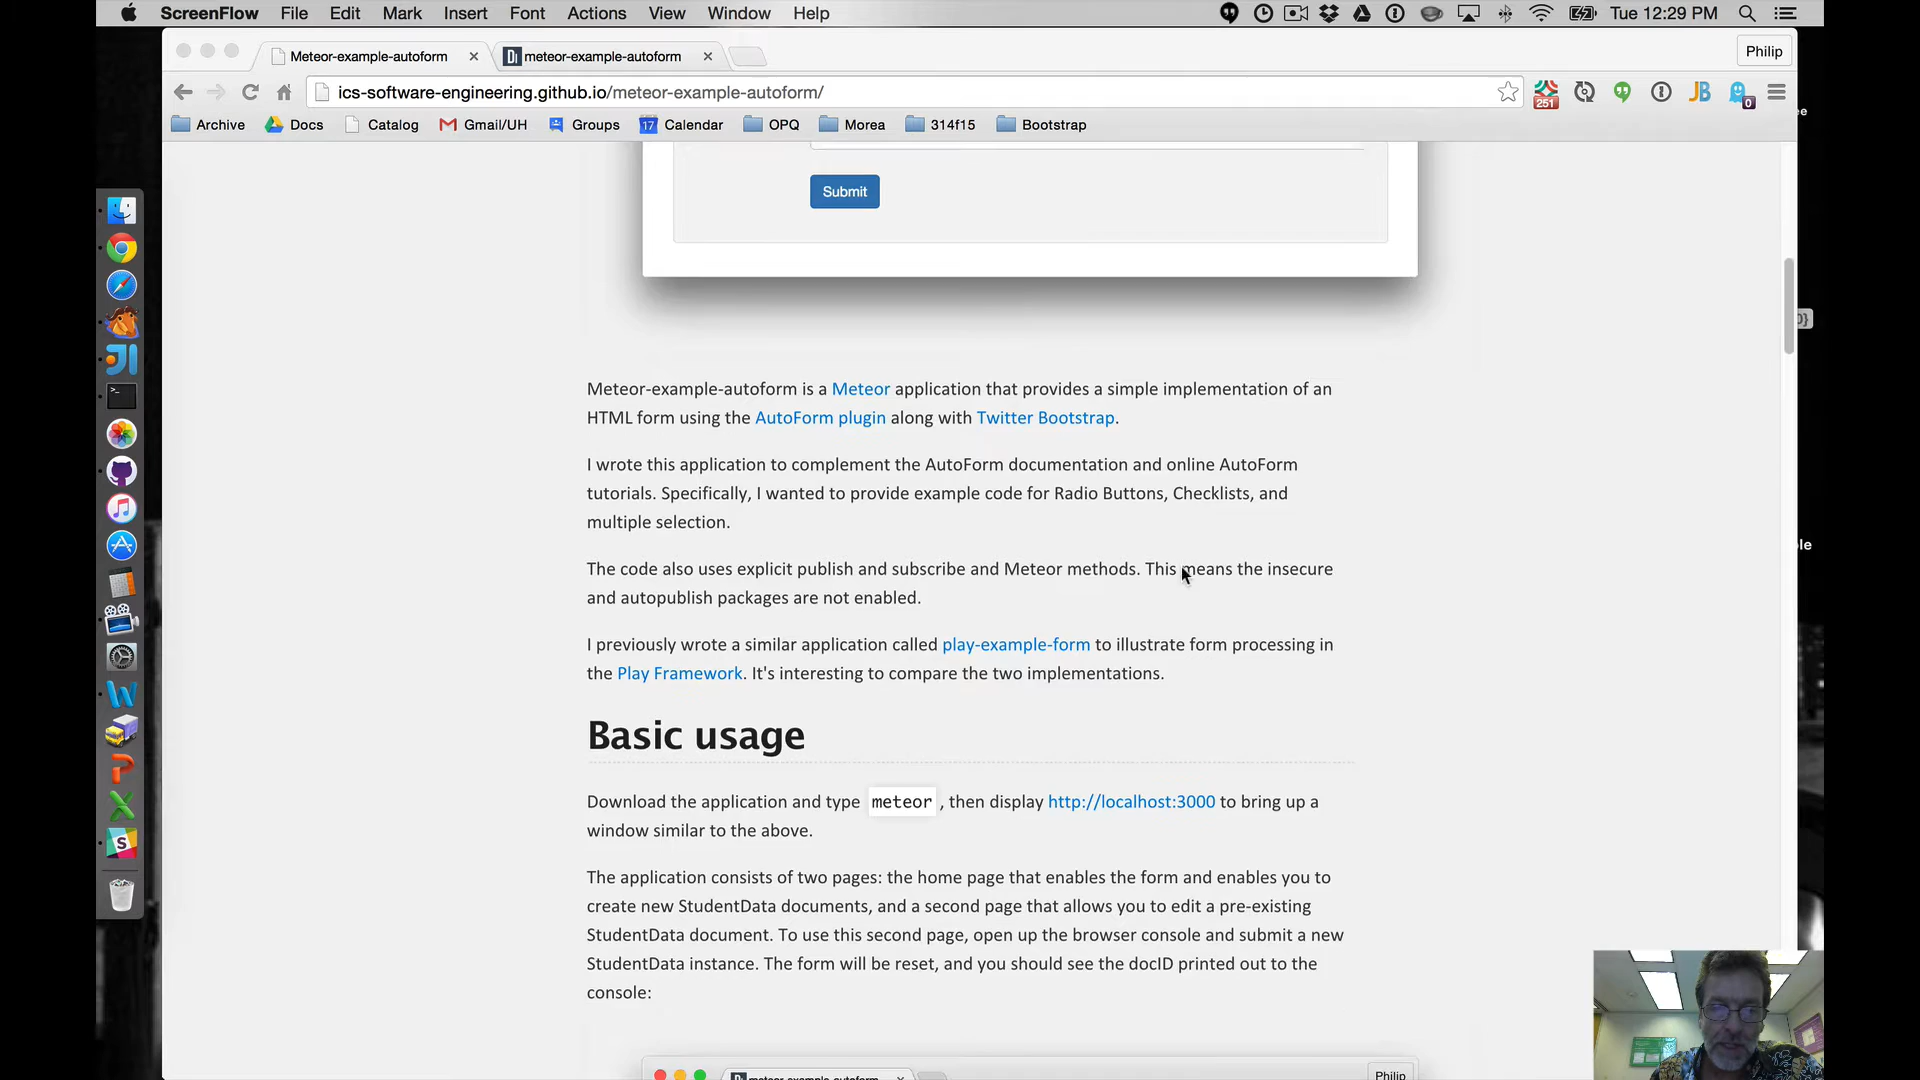 ScreenFlow File Edit Mark Insert Font Actions View Window Help Tue 12:29 PM
Meteor-example-autoform meteor-example-autoform Philip
ics-software-engineering.github.io/meteor-example-autoform/
251
0
Archive Docs Catalog Gmail/UH Groups 17 Calendar OPQ Morea 314f15 Bootstrap
Submit
Meteor-example-autoform is a Meteor application that provides a simple implementation of an
HTML form using the AutoForm plugin along with Twitter Bootstrap.
I wrote this application to complement the AutoForm documentation and online AutoForm
tutorials. Specifically, I wanted to provide example code for Radio Buttons, Checklists, and
multiple selection.
The code also uses explicit publish and subscribe and Meteor methods. This means the insecure
and autopublish packages are not enabled.
I previously wrote a similar application called play-example-form to illustrate form processing in
the Play Framework. It's interesting to compare the two implementations.
Basic usage
Download the application and type meteor , then display http://localhost:3000 to bring up a
window similar to the above.
The application consists of two pages: the home page that enables the form and enables you to
create new StudentData documents, and a second page that allows you to edit a pre-existing
StudentData document. To use this second page, open up the browser console and submit a new
StudentData instance. The form will be reset, and you should see the docID printed out to the
console:
meteor-example-autoform Philip